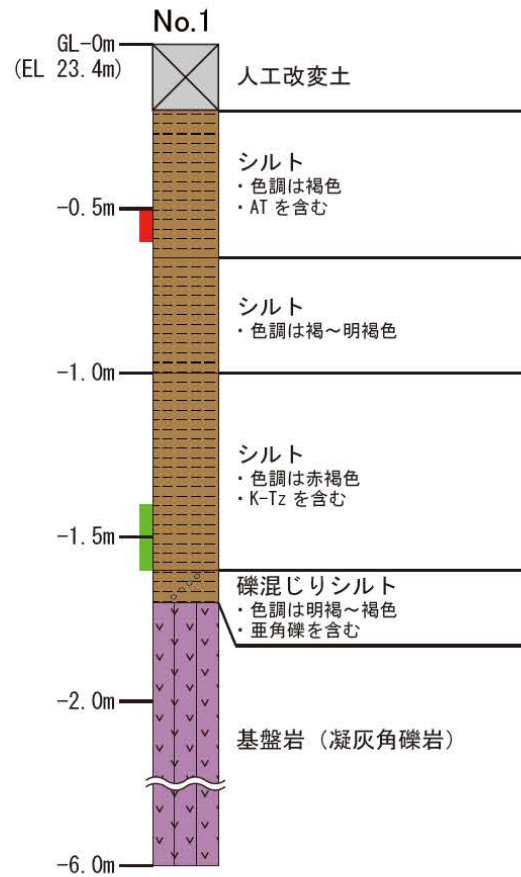 No.1
GL-0m
(EL 23.4m)
人工改変土
シルト
・色調は褐色
・AT を含む
-0.5m
シルト
・色調は褐～明褐色
-1.0m
シルト
・色調は赤褐色
・K-Tz を含む
-1.5m
礫混じりシルト
・色調は明褐～褐色
・亜角礫を含む
-2.0m
基盤岩（凝灰角礫岩）
-6.0m